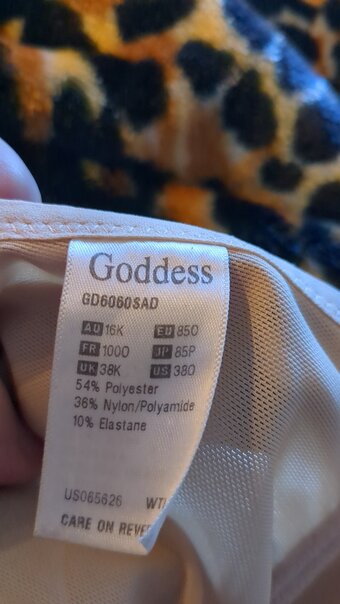 Goddess
GD6060SAD
AU 16K EU 85O
FR 100O JP 85P
UK 38K US 38O
54% Polyester
36% Nylon/Polyamide
10% Elastane
US065626
CARE ON